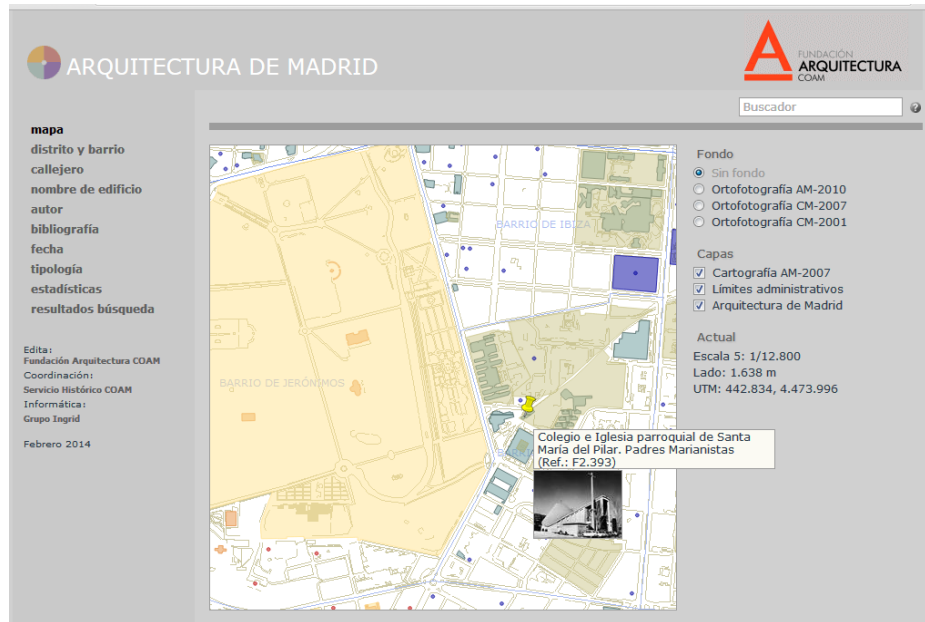 ARQUITECTURA DE MADRID
FUNDACIÓN
ARQUITECTURA
COAM
Buscador
mapa
distrito y barrio
callejero
nombre de edificio
autor
bibliografía
fecha
tipología
estadísticas
resultados búsqueda
Edita:
Fundación Arquitectura COAM
Coordinación:
Servicio Histórico COAM
Informática:
Grupo Ingrid
Febrero 2014
BARRIO DE IBIZA
BARRIO DE JERÓNIMOS
Colegio e Iglesia parroquial de Santa
María del Pilar. Padres Marianistas
(Ref.: F2.393)
Fondo
Sin fondo
Ortofotografía AM-2010
Ortofotografía CM-2007
Ortofotografía CM-2001
Capas
Cartografía AM-2007
Límites administrativos
Arquitectura de Madrid
Actual
Escala 5: 1/12.800
Lado: 1.638 m
UTM: 442.834, 4.473.996